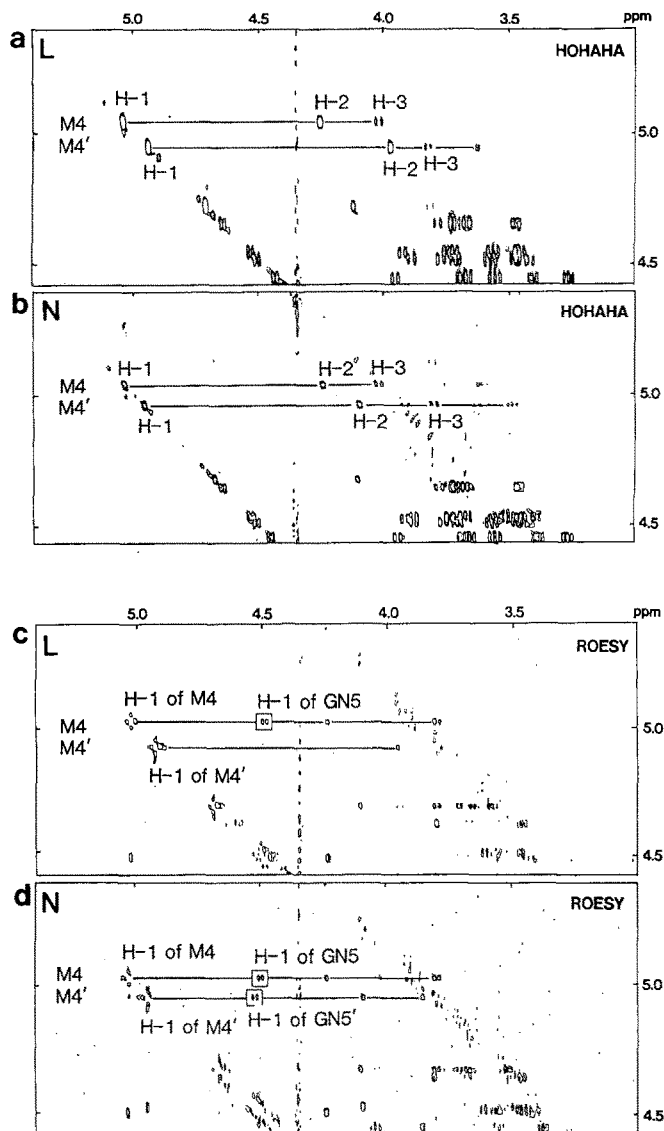 5.0 4.5 4.0 3.5 ppm
a L HOHAHA
H-1 H-2 H-3
M4 5.0
M4'
H-1 H-2 H-3
4.5
b N HOHAHA
H-1 H-2 H-3
M4 5.0
M4'
H-1 H-2 H-3
4.5
5.0 4.5 4.0 3.5 ppm
c L ROESY
H-1 of M4 H-1 of GN5
M4 5.0
M4'
H-1 of M4'
4.5
d N ROESY
H-1 of M4 H-1 of GN5
M4 5.0
M4'
H-1 of M4' H-1 of GN5'
4.5